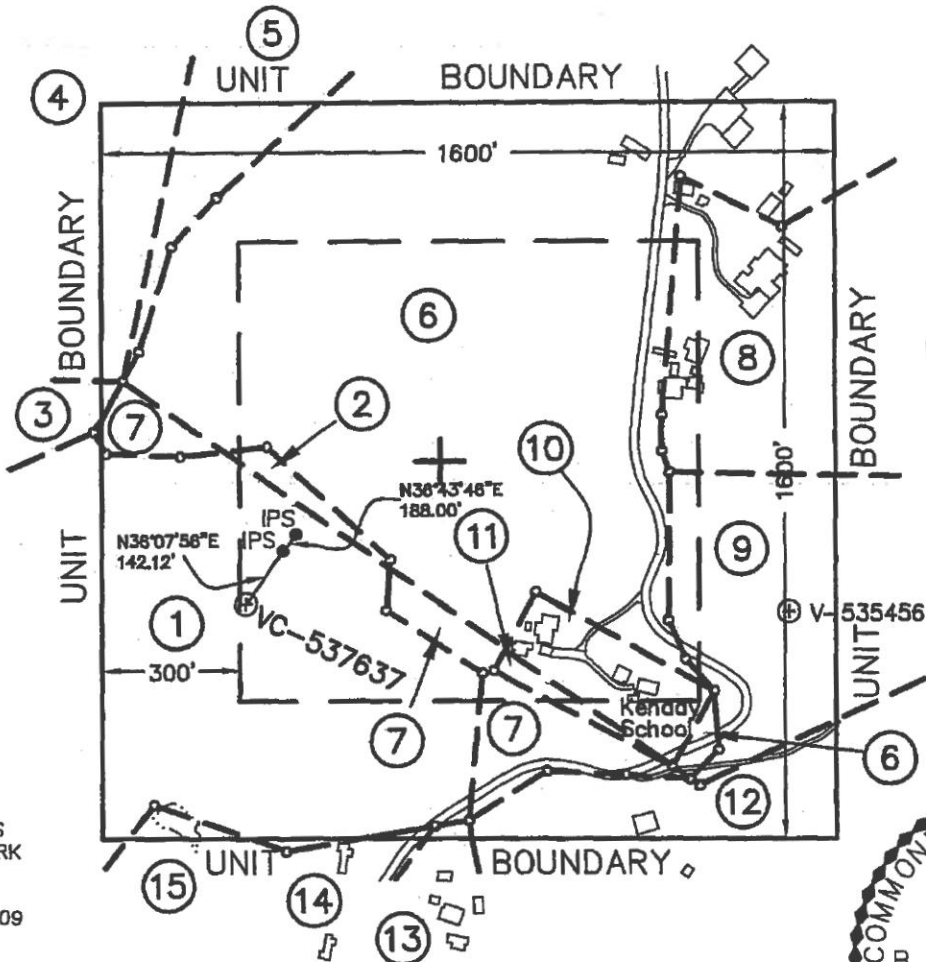 5
UNIT BOUNDARY
4
1600'
BOUNDARY
6
8
BOUNDARY
3
7
2
10
1600'
N36°43'46"E
188.00'
IPS
IPS
11
N36°07'56"E
142.12'
9
UNIT
1
VC-537637
V-535456
UNIT
300'
7
7
School
6
12
UNIT BOUNDARY
15
14
13
S
RK
09
COMMON